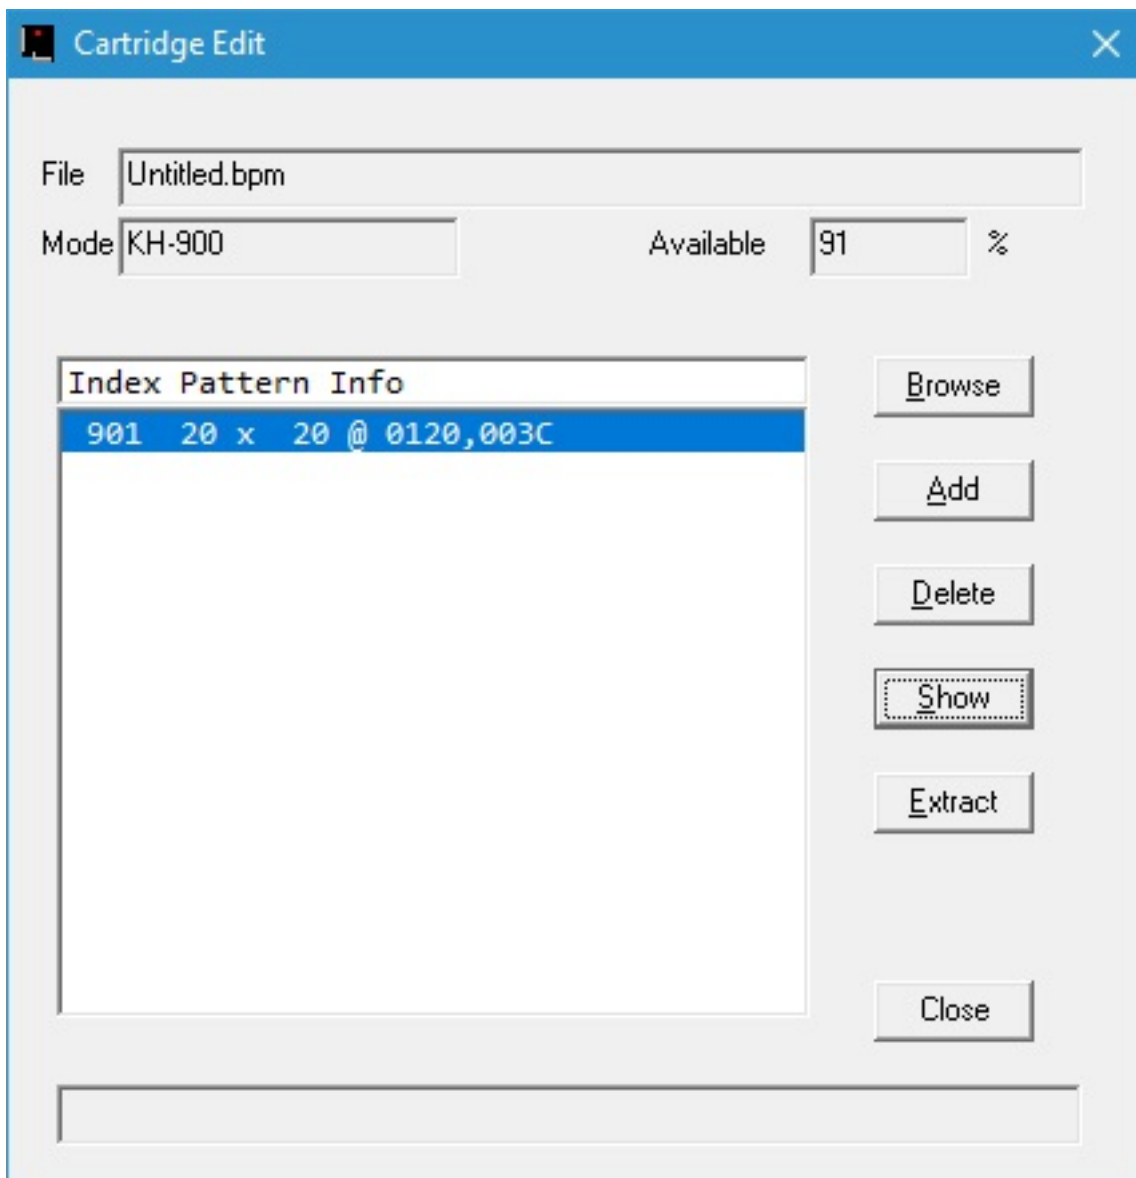 Cartridge Edit
File Untitled.bpm
Mode KH-900 Available 91 %
Index Pattern Info
901 20 x 20 @ 0120,003C
Browse
Add
Delete
Show
Extract
Close